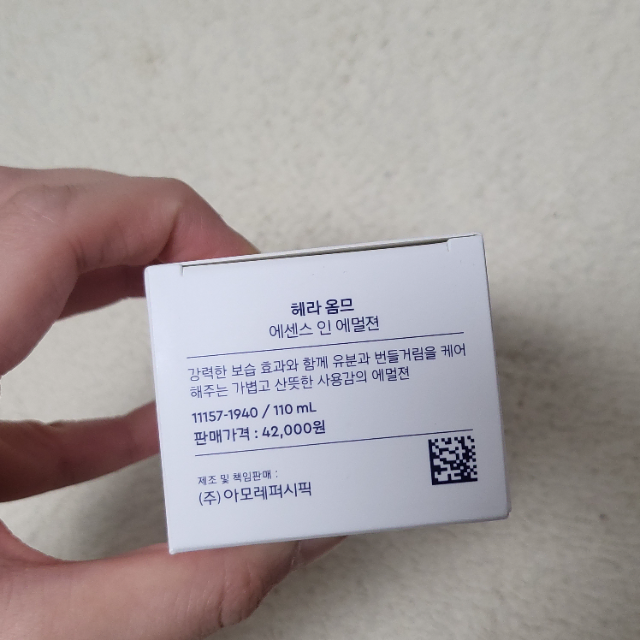 헤라 옴므
에센스 인 에멀젼
강력한 보습 효과와 함께 유분과 번들거림을 케어
해주는 가볍고 산뜻한 사용감의 에멀젼
11157-1940 / 110 mL
판매가격 : 42,000원
제조 및 책임판매 :
(주)아모레퍼시픽